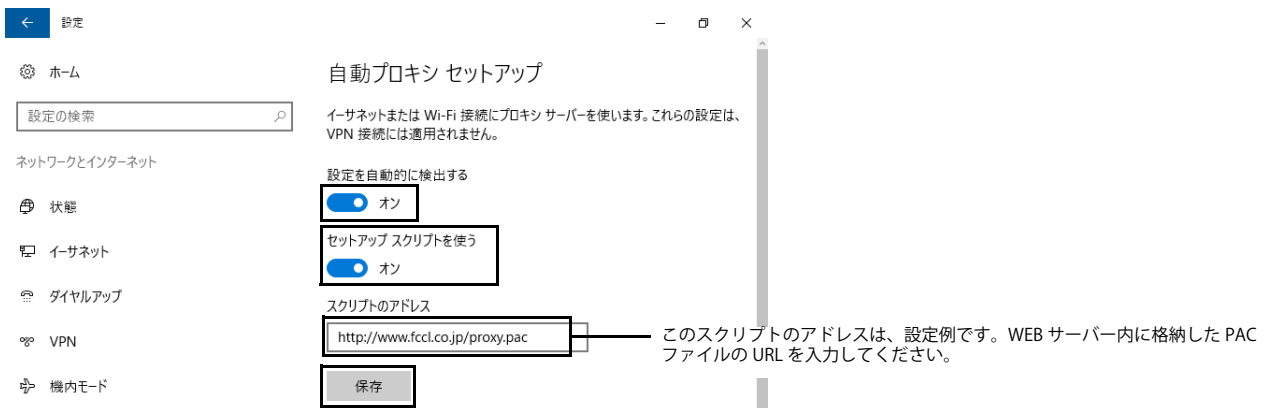 設定
ホーム
設定の検索
ネットワークとインターネット
状態
イーサネット
ダイヤルアップ
VPN
機内モード
自動プロキシ セットアップ
イーサネットまたは Wi-Fi 接続にプロキシ サーバーを使います。これらの設定は、
VPN 接続には適用されません。
設定を自動的に検出する
オン
セットアップ スクリプトを使う
オン
スクリプトのアドレス
http://www.fccl.co.jp/proxy.pac
保存
このスクリプトのアドレスは、設定例です。WEB サーバー内に格納した PAC
ファイルの URL を入力してください。